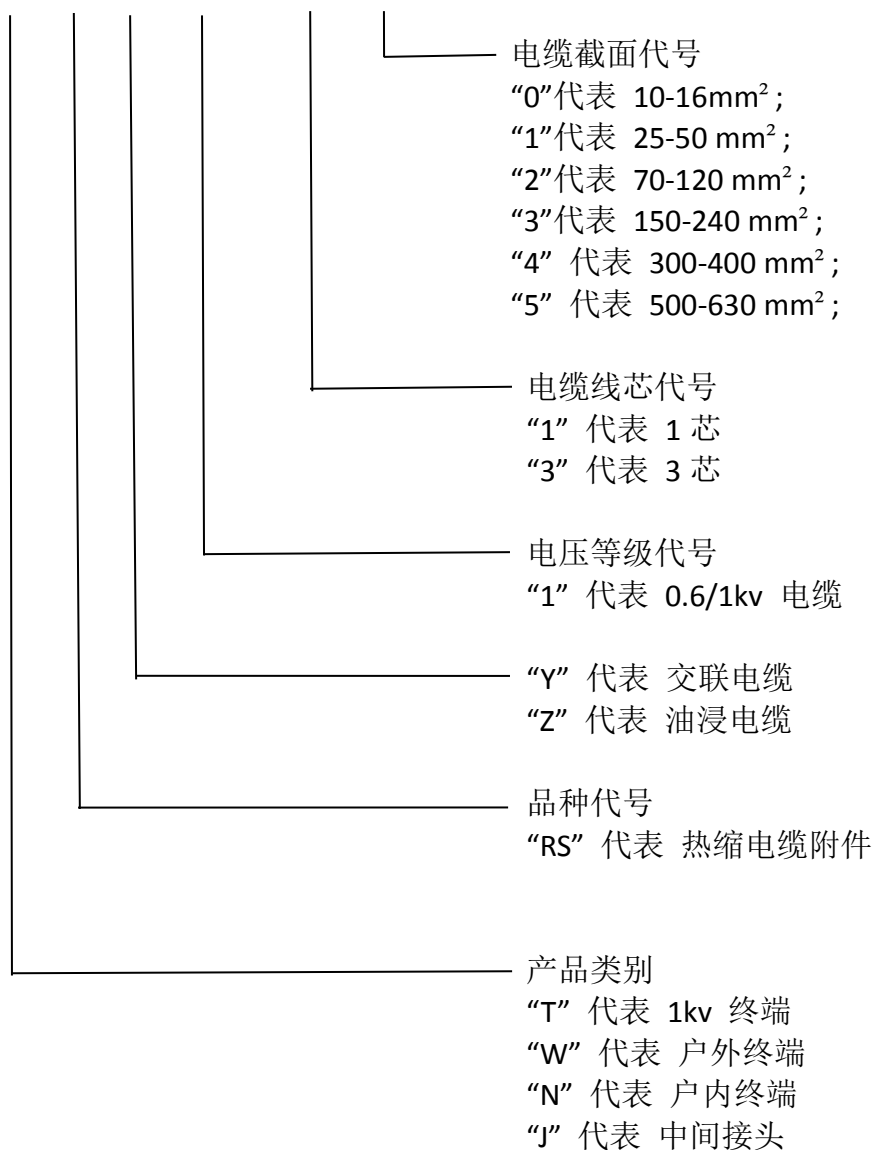 电缆截面代号
“0”代表 10-16mm²;
“1”代表 25-50 mm²;
“2”代表 70-120 mm²;
“3”代表 150-240 mm²;
“4” 代表 300-400 mm²;
“5” 代表 500-630 mm²;
电缆线芯代号
“1” 代表 1 芯
“3” 代表 3 芯
电压等级代号
“1” 代表 0.6/1kv 电缆
“Y” 代表 交联电缆
“Z” 代表 油浸电缆
品种代号
“RS” 代表 热缩电缆附件
产品类别
“T” 代表 1kv 终端
“W” 代表 户外终端
“N” 代表 户内终端
“J” 代表 中间接头